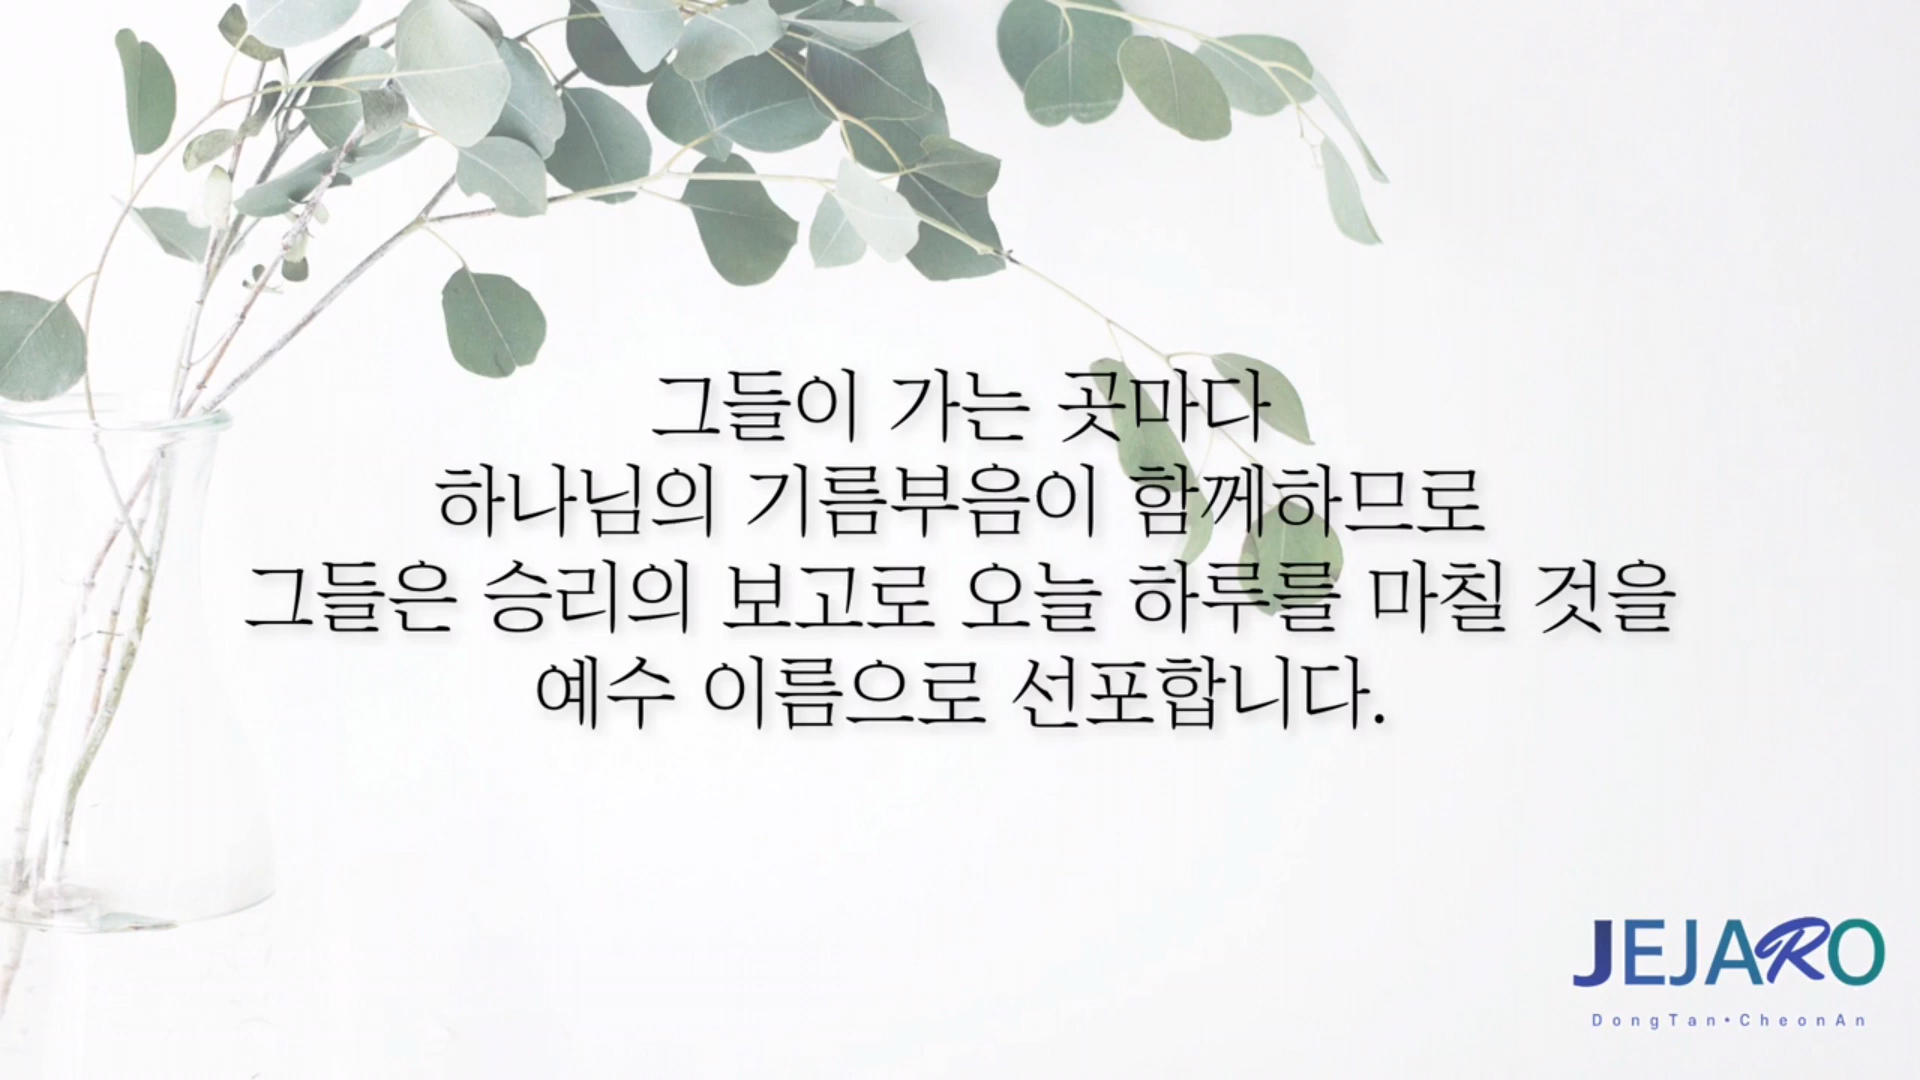 그들이 가는 곳마다
하나님의 기름부음이 함께하므로
그들은 승리의 보고로 오늘 하루를 마칠 것을
예수 이름으로 선포합니다.
JEJARO
DongTan•CheonAn